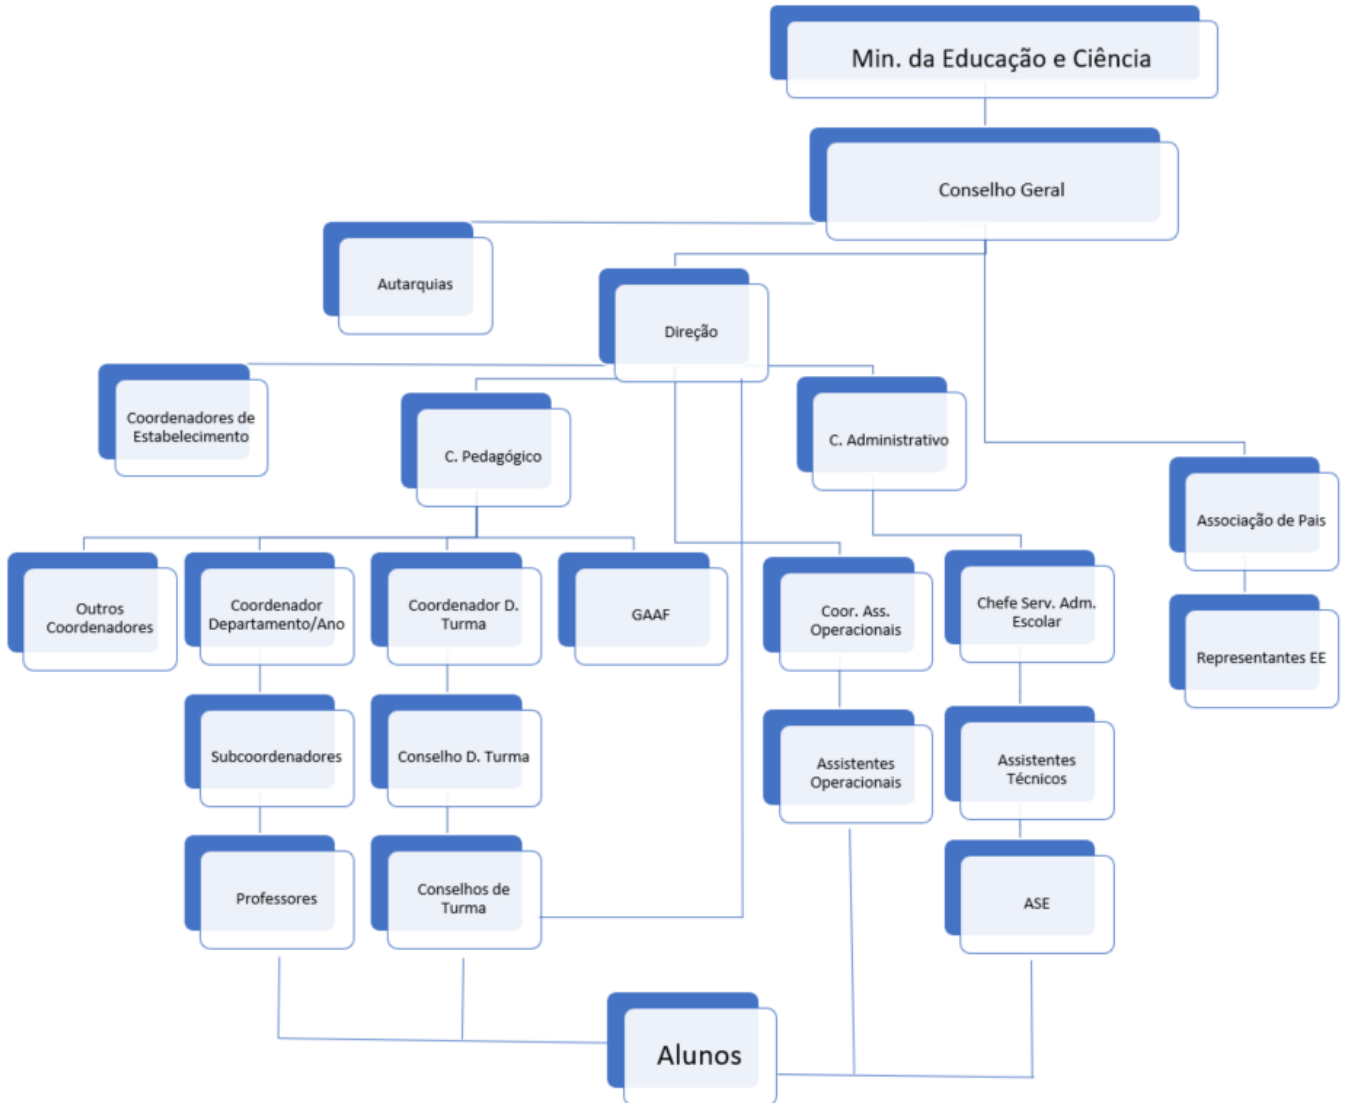 Min. da Educação e Ciência
Conselho Geral
Autarquias
Direção
Coordenadores de
Estabelecimento
C. Pedagógico
C. Administrativo
Associação de Pais
Outros
Coordenadores
Coordenador
Departamento/Ano
Coordenador D.
Turma
GAAF
Coor. Ass.
Operacionais
Chefe Serv. Adm.
Escolar
Representantes EE
Subcoordenadores
Conselho D. Turma
Assistentes
Operacionais
Assistentes
Técnicos
Professores
Conselhos de
Turma
ASE
Alunos